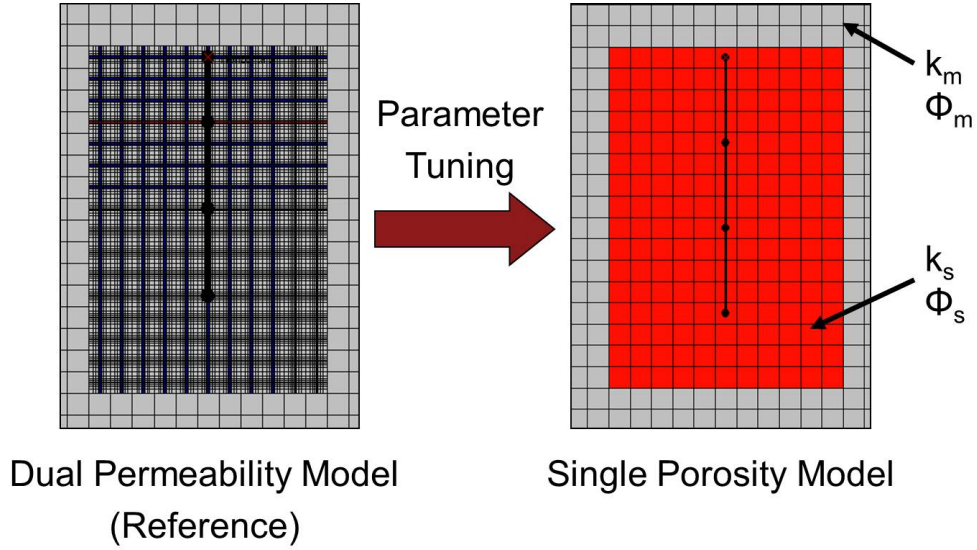 Parameter
Tuning
k_m
Φ_m
k_s
Φ_s
Dual Permeability Model
(Reference)
Single Porosity Model